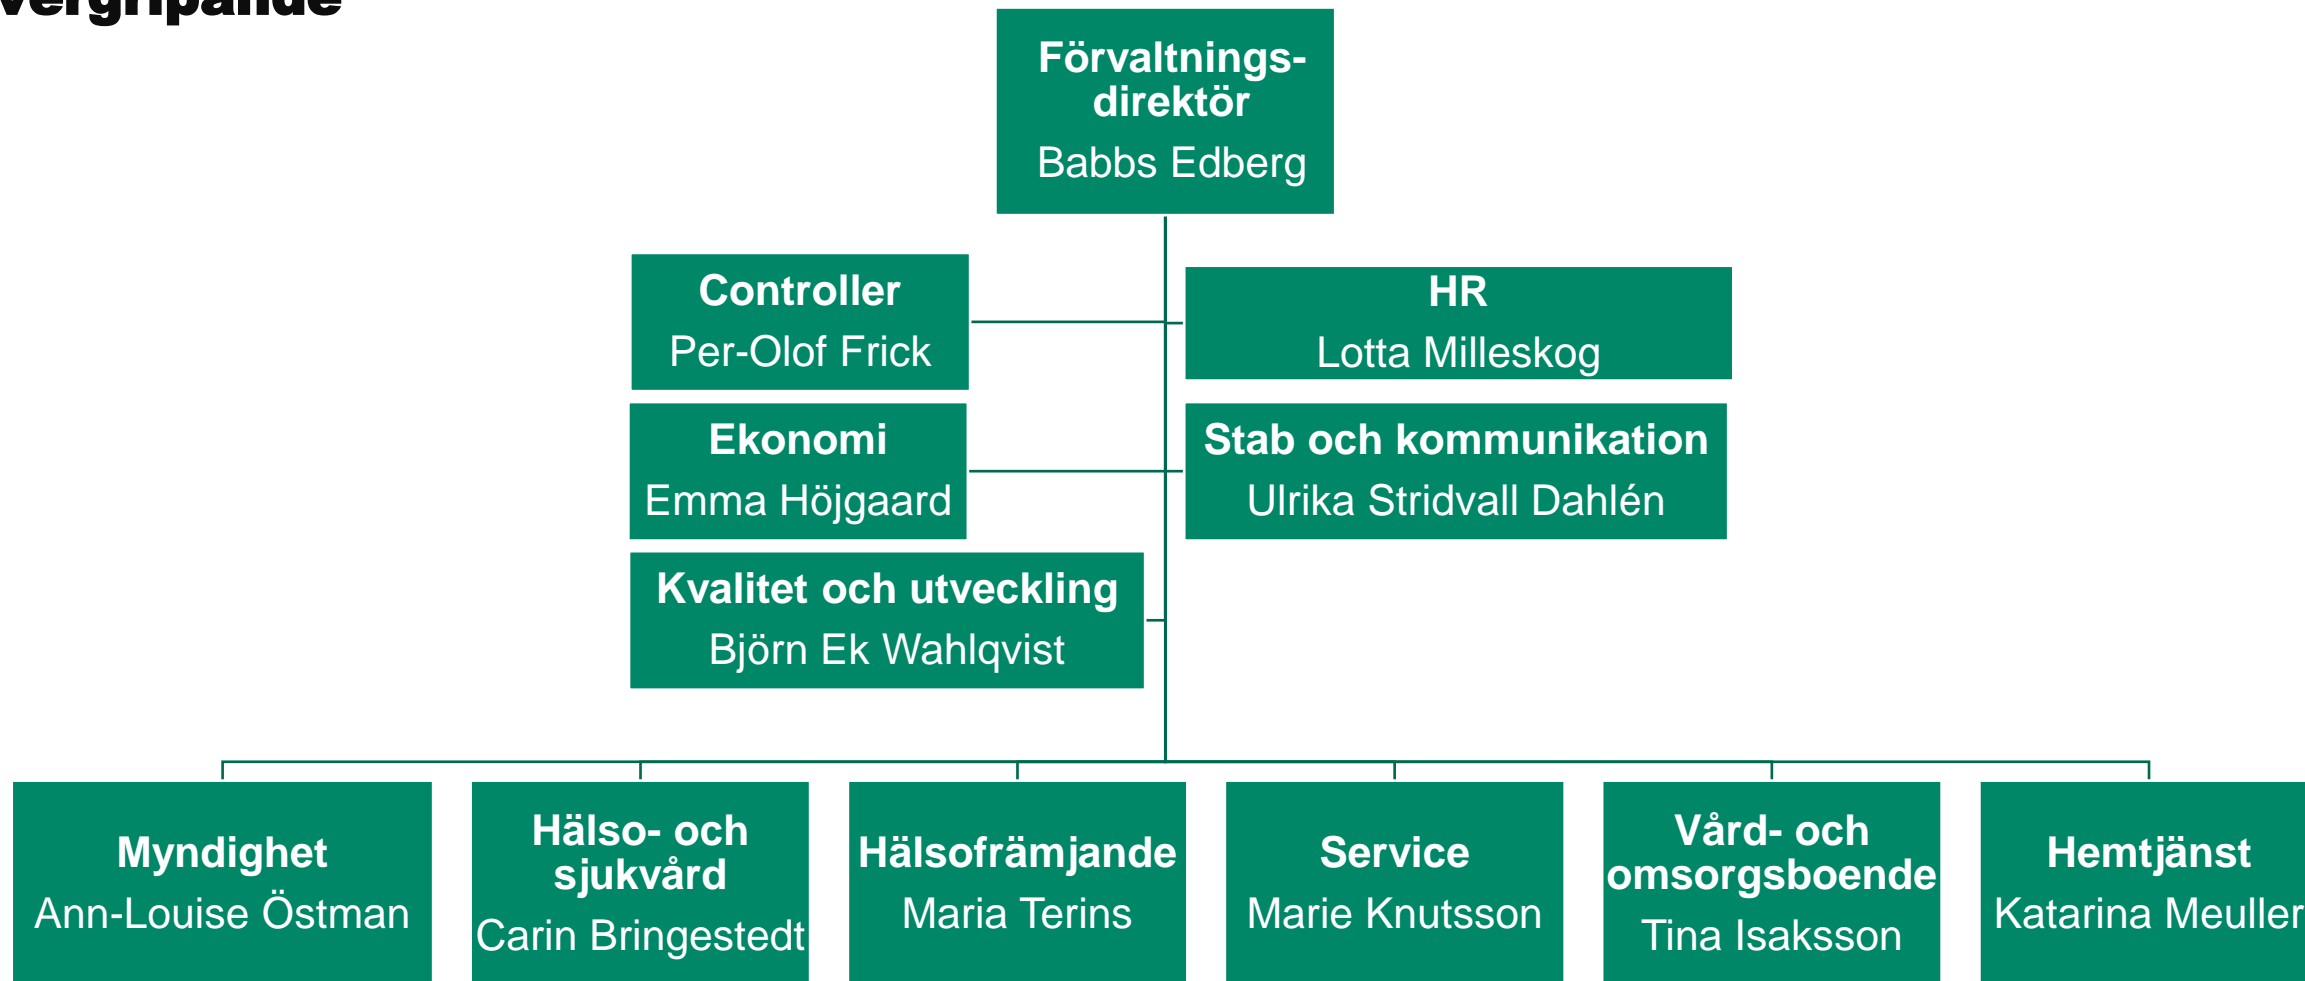 vergripande
Förvaltnings-
direktör
Babbs Edberg
Controller
Per-Olof Frick
HR
Lotta Milleskog
Ekonomi
Emma Höjgaard
Stab och kommunikation
Ulrika Stridvall Dahlén
Kvalitet och utveckling
Björn Ek Wahlqvist
Myndighet
Ann-Louise Östman
Hälso- och
sjukvård
Carin Bringestedt
Hälsofrämjande
Maria Terins
Service
Marie Knutsson
Vård- och
omsorgsboende
Tina Isaksson
Hemtjänst
Katarina Meuller